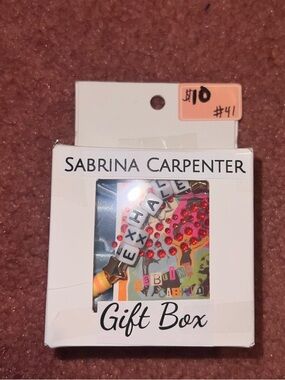 $10
#41
SABRINA CARPENTER
EXHALE
Gift Box